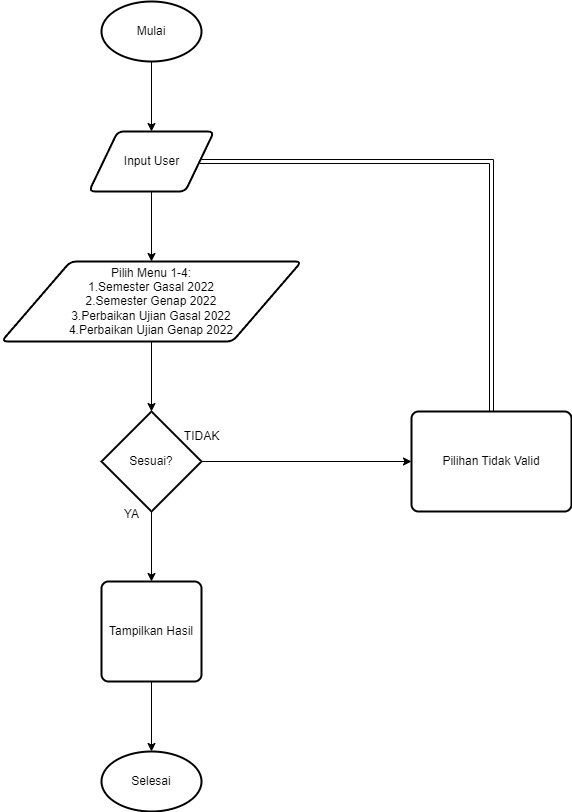 Mulai
Input User
Pilih Menu 1-4:
1.Semester Gasal 2022
2.Semester Genap 2022
3.Perbaikan Ujian Gasal 2022
4.Perbaikan Ujian Genap 2022
TIDAK
Sesuai?
Pilihan Tidak Valid
YA
Tampilkan Hasil
Selesai